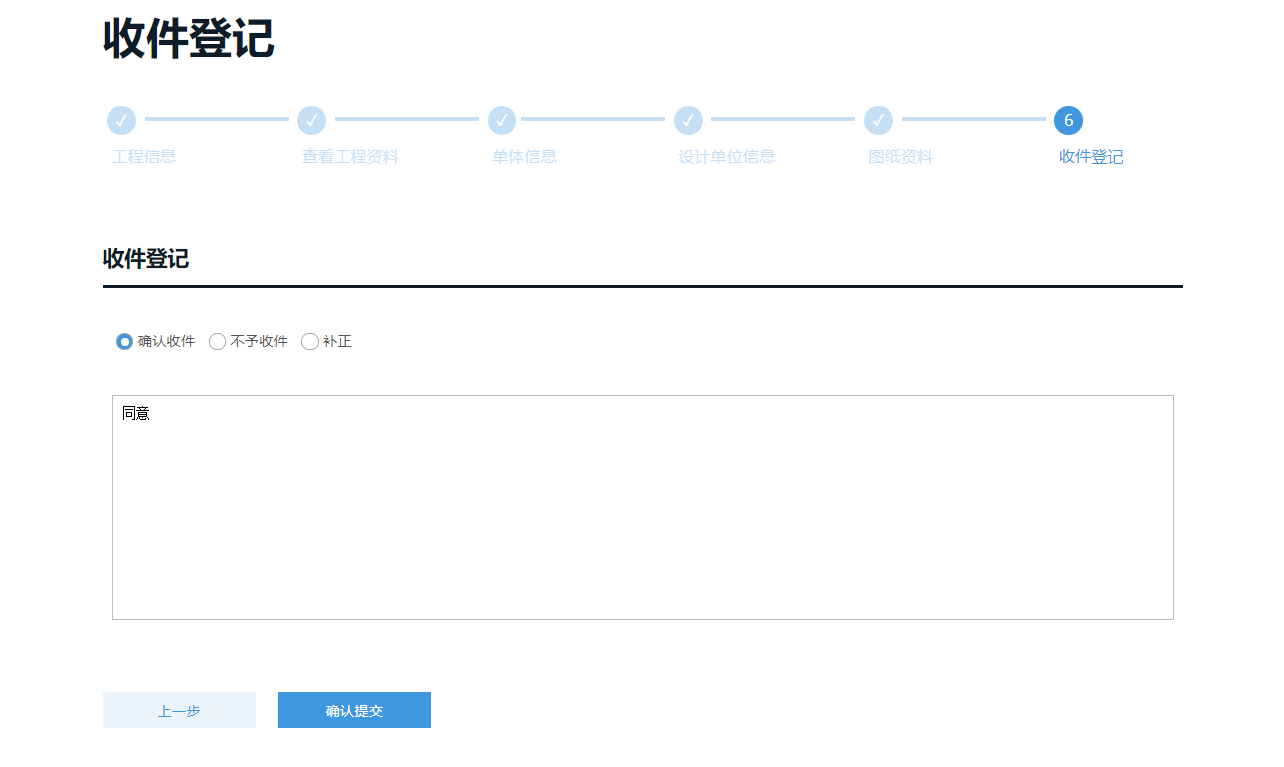 收件登记
✓ ✓ ✓ ✓ ✓ 6
工程信息 查看工程资料 单体信息 设计单位信息 图纸资料 收件登记
收件登记
确认收件 不予收件 补正
同意
上一步 确认提交